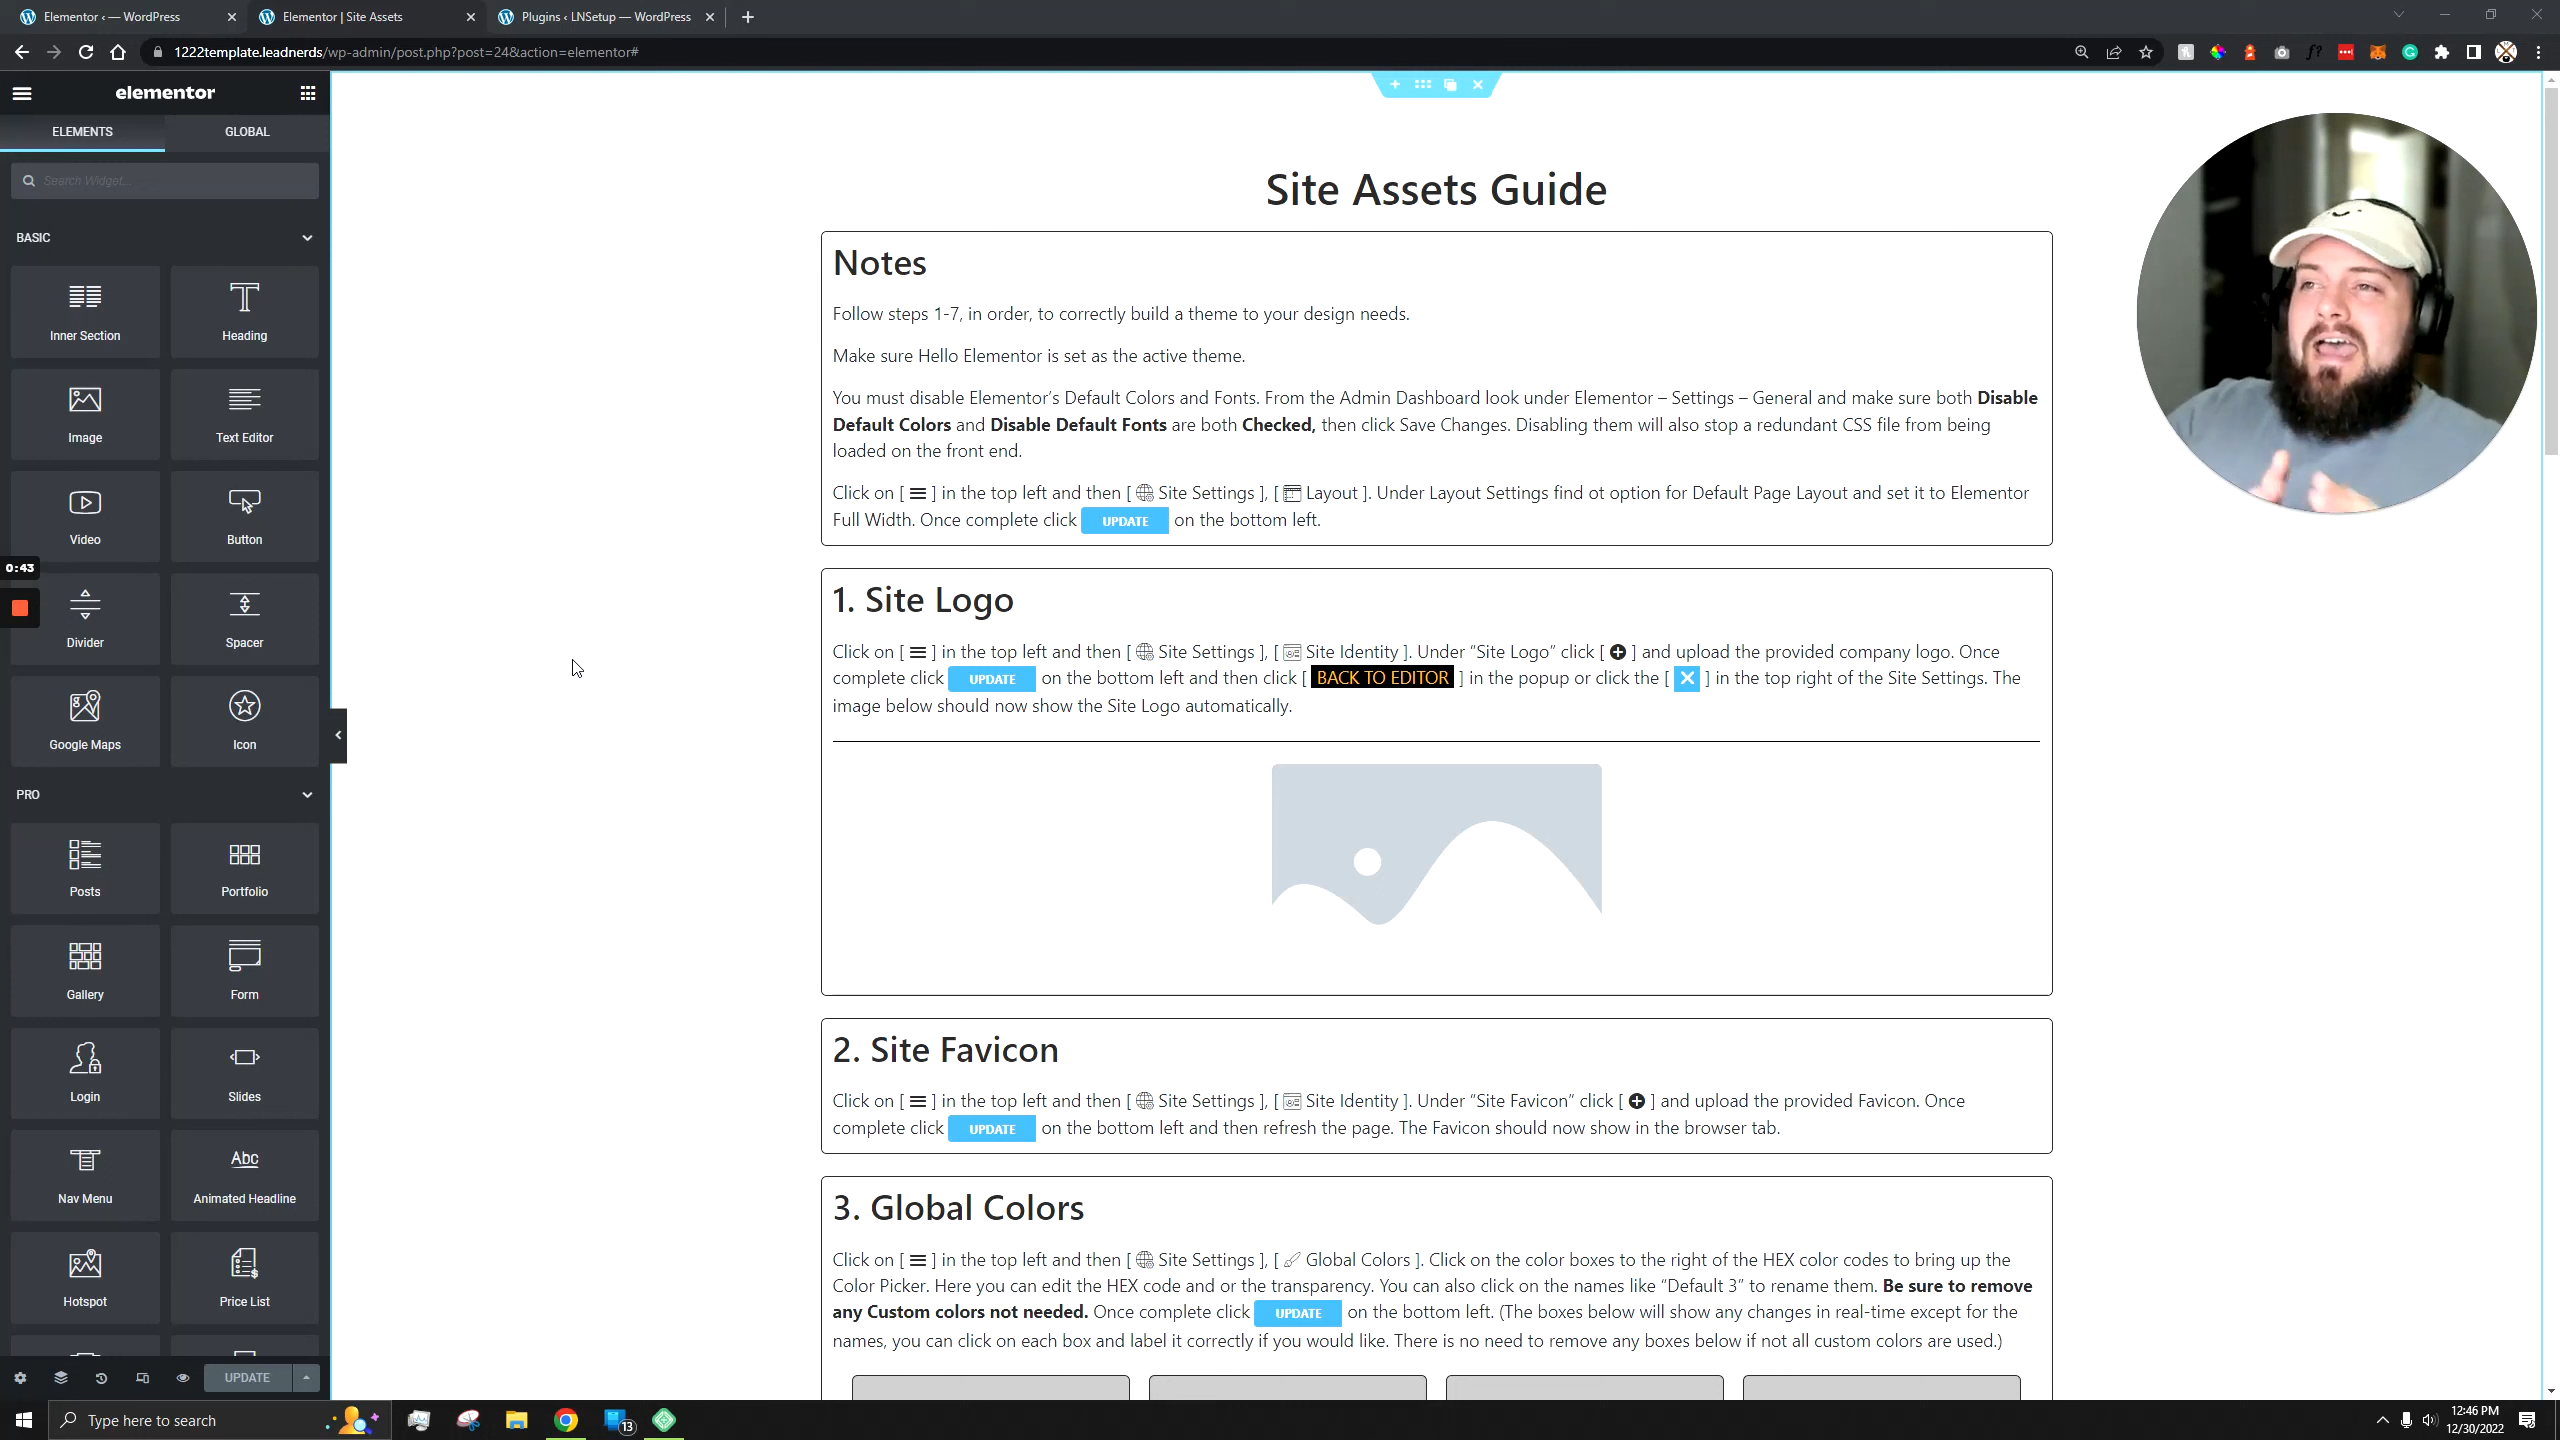 Elementor ‹ — WordPress
Elementor | Site Assets
Plugins ‹ LNSetup — WordPress
1222template.leadnerds/wp-admin/post.php?post=24&action=elementor#
elementor
ELEMENTS
GLOBAL
Search Widget...
BASIC
Inner Section
Heading
Image
Text Editor
Video
Button
0:43
Divider
Spacer
Google Maps
Icon
PRO
Posts
Portfolio
Gallery
Form
Login
Slides
Nav Menu
Abc
Animated Headline
Hotspot
Price List
UPDATE
Site Assets Guide
Notes
Follow steps 1-7, in order, to correctly build a theme to your design needs.
Make sure Hello Elementor is set as the active theme.
You must disable Elementor’s Default Colors and Fonts. From the Admin Dashboard look under Elementor – Settings – General and make sure both Disable
Default Colors and Disable Default Fonts are both Checked, then click Save Changes. Disabling them will also stop a redundant CSS file from being
loaded on the front end.
Click on [ ] in the top left and then [ Site Settings ], [ Layout ]. Under Layout Settings find ot option for Default Page Layout and set it to Elementor
Full Width. Once complete click UPDATE on the bottom left.
1. Site Logo
Click on [ ] in the top left and then [ Site Settings ], [ Site Identity ]. Under “Site Logo” click [ ] and upload the provided company logo. Once
complete click UPDATE on the bottom left and then click [ BACK TO EDITOR ] in the popup or click the [ ] in the top right of the Site Settings. The
image below should now show the Site Logo automatically.
2. Site Favicon
Click on [ ] in the top left and then [ Site Settings ], [ Site Identity ]. Under “Site Favicon” click [ ] and upload the provided Favicon. Once
complete click UPDATE on the bottom left and then refresh the page. The Favicon should now show in the browser tab.
3. Global Colors
Click on [ ] in the top left and then [ Site Settings ], [ Global Colors ]. Click on the color boxes to the right of the HEX color codes to bring up the
Color Picker. Here you can edit the HEX code and or the transparency. You can also click on the names like “Default 3” to rename them. Be sure to remove
any Custom colors not needed. Once complete click UPDATE on the bottom left. (The boxes below will show any changes in real-time except for the
names, you can click on each box and label it correctly if you would like. There is no need to remove any boxes below if not all custom colors are used.)
Type here to search
13
12:46 PM
12/30/2022